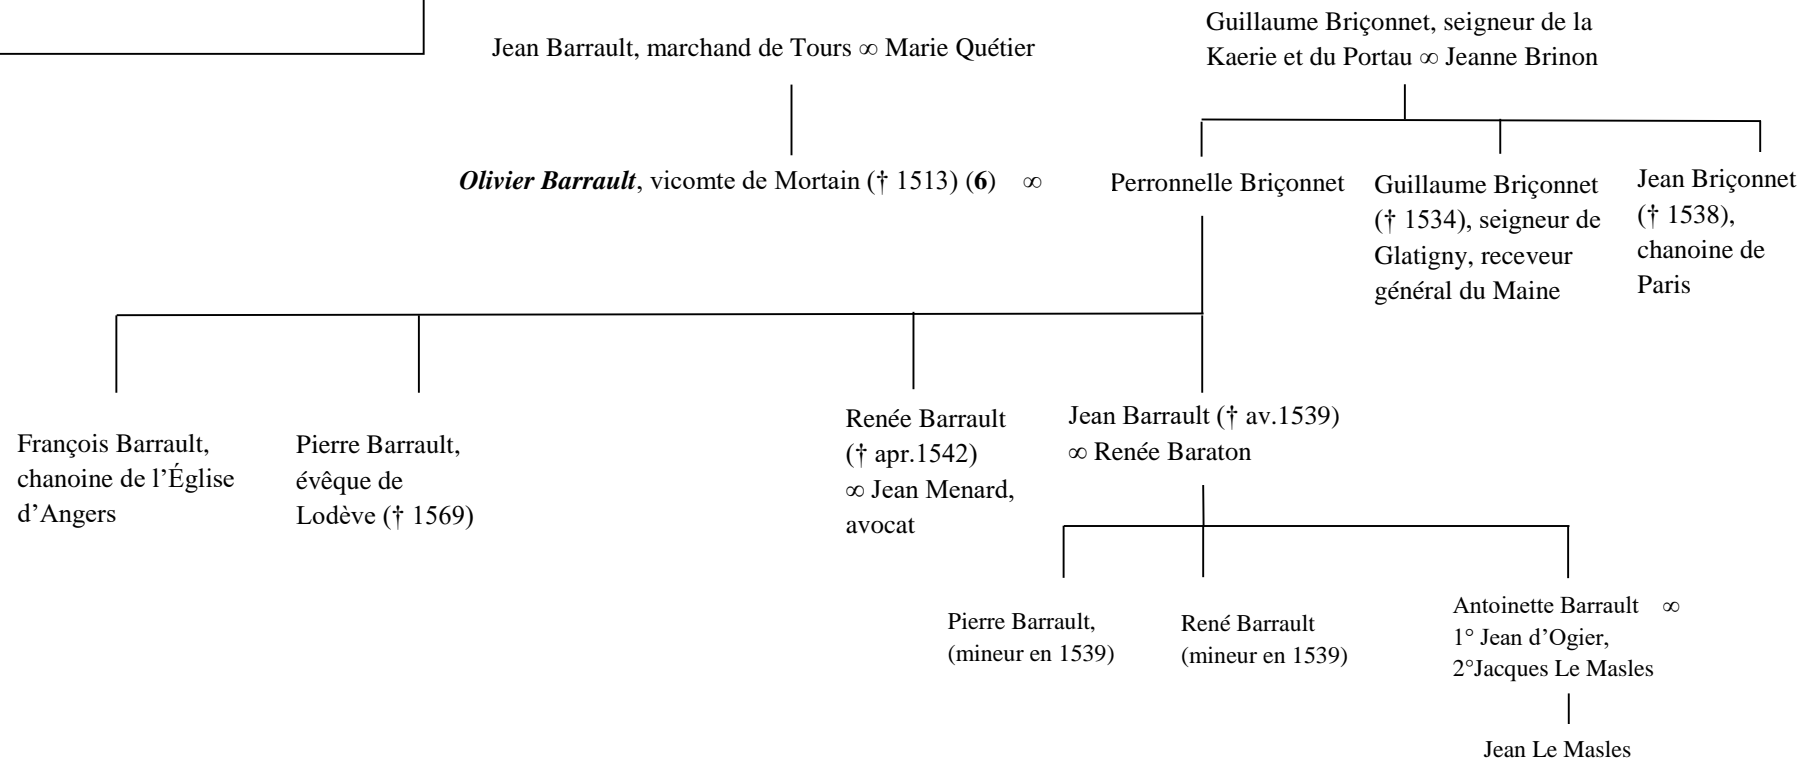 Guillaume Briçonnet, seigneur de la
Kaerie et du Portau ∞ Jeanne Brinon
Jean Barrault, marchand de Tours ∞ Marie Quétier
Olivier Barrault, vicomte de Mortain († 1513) (6) ∞
Perronnelle Briçonnet
Guillaume Briçonnet
(† 1534), seigneur de
Glatigny, receveur
général du Maine
Jean Briçonnet
(† 1538),
chanoine de
Paris
François Barrault,
chanoine de l’Église
d’Angers
Pierre Barrault,
évêque de
Lodève († 1569)
Renée Barrault
(† apr.1542)
∞ Jean Menard,
avocat
Jean Barrault († av.1539)
∞ Renée Baraton
Pierre Barrault,
(mineur en 1539)
René Barrault
(mineur en 1539)
Antoinette Barrault ∞
1° Jean d’Ogier,
2°Jacques Le Masles
Jean Le Masles